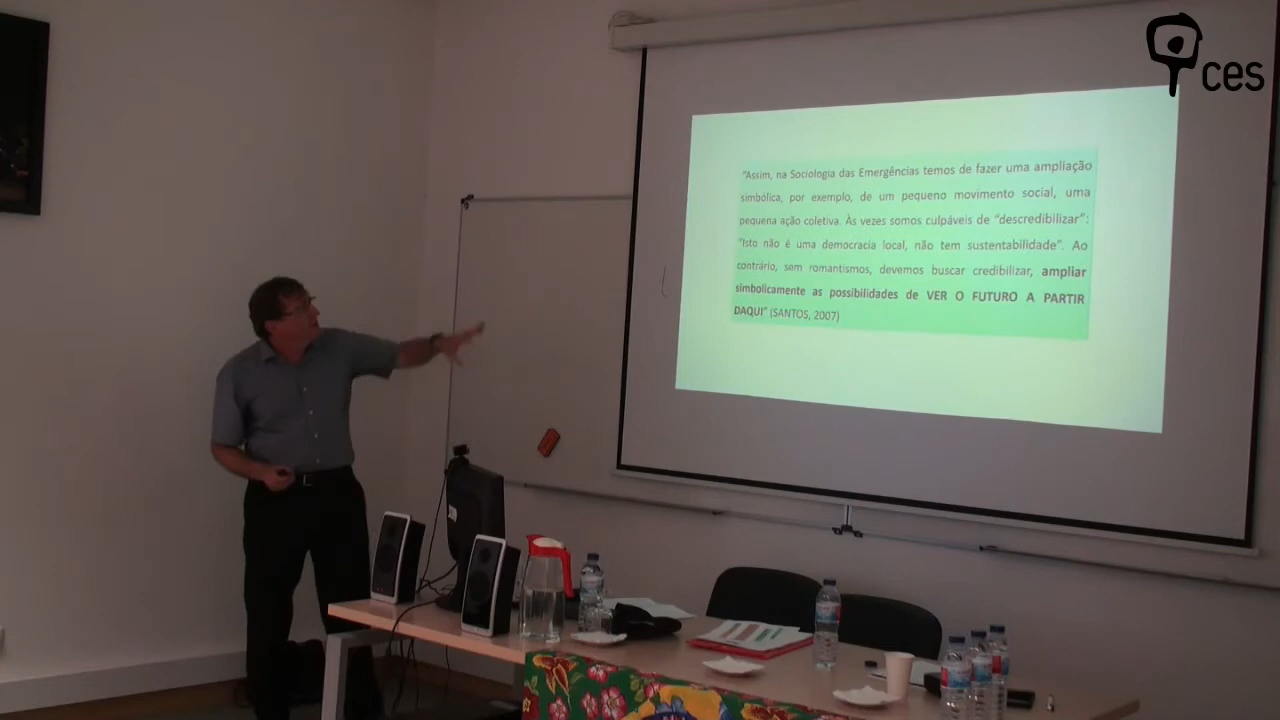 ces
"Assim, na Sociologia das Emergências temos de fazer uma ampliação
simbólica, por exemplo, de um pequeno movimento social, uma
pequena ação coletiva. Às vezes somos culpáveis de "descredibilizar":
"Isto não é uma democracia local, não tem sustentabilidade". Ao
contrário, sem romantismos, devemos buscar credibilizar, ampliar
simbolicamente as possibilidades de VER O FUTURO A PARTIR
DAQUI" (SANTOS, 2007)